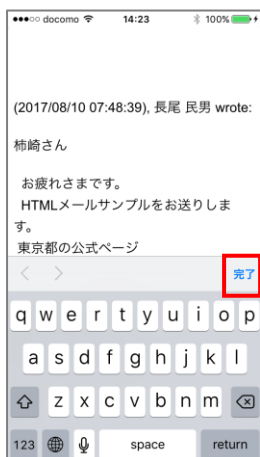 docomo 14:23 100%
(2017/08/10 07:48:39), 長尾 民男 wrote:
柿崎さん
お疲れさまです。
HTMLメールサンプルをお送りしま
す。
東京都の公式ページ
完了
q w e r t y u i o p
a s d f g h j k l
z x c v b n m
123 space return